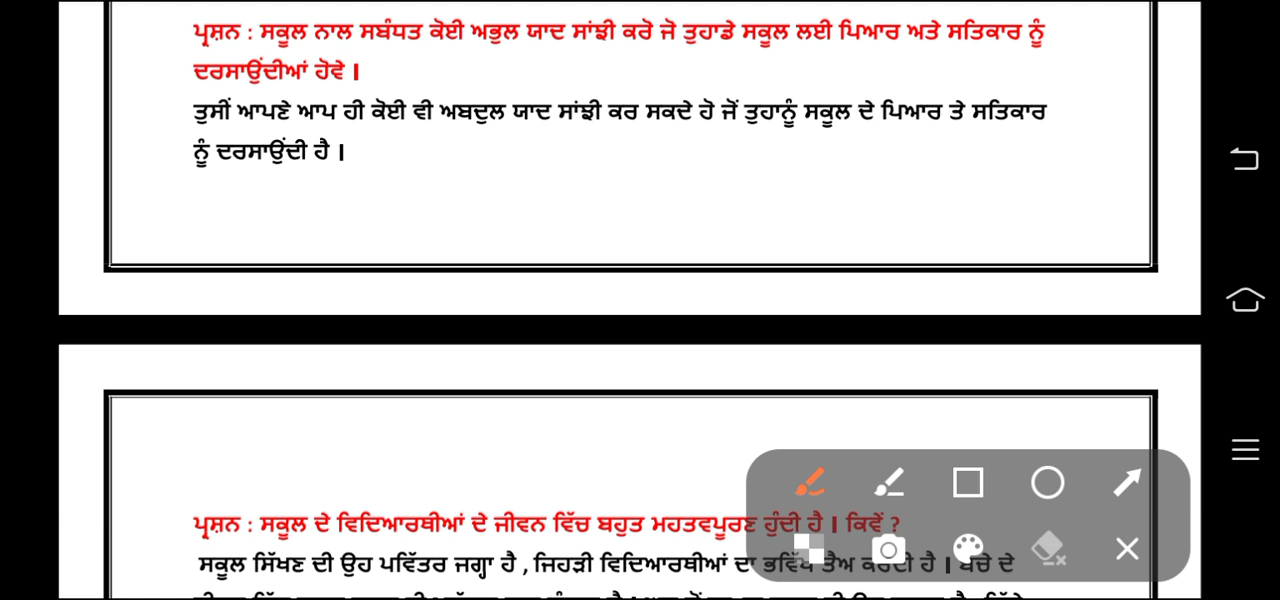 ਪ੍ਰਸ਼ਨ : ਸਕੂਲ ਨਾਲ ਸਬੰਧਤ ਕੋਈ ਅਭੁਲ ਯਾਦ ਸਾਂਝੀ ਕਰੋ ਜੋ ਤੁਹਾਡੇ ਸਕੂਲ ਲਈ ਪਿਆਰ ਅਤੇ ਸਤਿਕਾਰ ਨੂੰ
ਦਰਸਾਉਂਦੀਆਂ ਹੋਵੇ ।
ਤੁਸੀਂ ਆਪਣੇ ਆਪ ਹੀ ਕੋਈ ਵੀ ਅਬਦੁਲ ਯਾਦ ਸਾਂਝੀ ਕਰ ਸਕਦੇ ਹੋ ਜੋਂ ਤੁਹਾਨੂੰ ਸਕੂਲ ਦੇ ਪਿਆਰ ਤੇ ਸਤਿਕਾਰ
ਨੂੰ ਦਰਸਾਉਂਦੀ ਹੈ ।
ਪ੍ਰਸ਼ਨ : ਸਕੂਲ ਦੇ ਵਿਦਿਆਰਥੀਆਂ ਦੇ ਜੀਵਨ ਵਿੱਚ ਬਹੁਤ ਮਹਤਵਪੂਰਣ ਹੁੰਦੀ ਹੈ । ਕਿਵੇਂ ?
ਸਕੂਲ ਸਿੱਖਣ ਦੀ ਉਹ ਪਵਿੱਤਰ ਜਗ੍ਹਾ ਹੈ , ਜਿਹੜੀ ਵਿਦਿਆਰਥੀਆਂ ਦਾ ਤੈਅ ਕਰਦੀ ਹੈ । ਬੱਚੇ ਦੇ